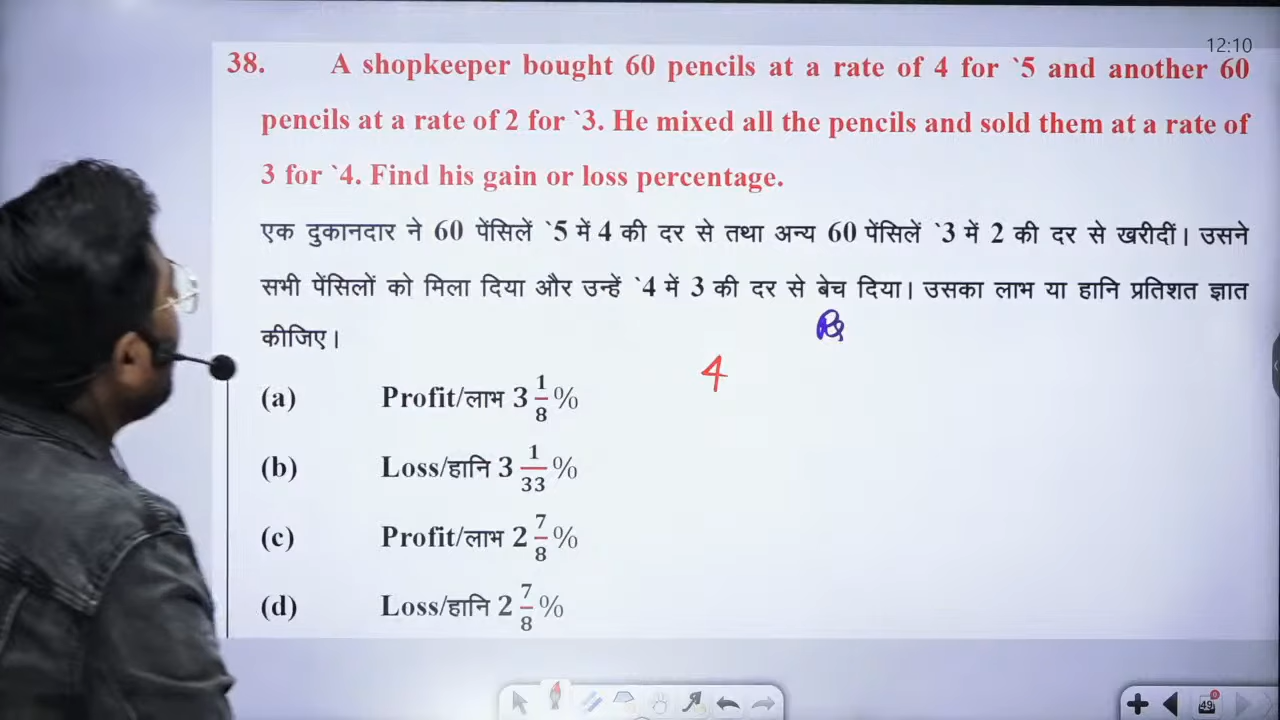 12:10
38. A shopkeeper bought 60 pencils at a rate of 4 for `5 and another 60
pencils at a rate of 2 for `3. He mixed all the pencils and sold them at a rate of
3 for `4. Find his gain or loss percentage.
एक दुकानदार ने 60 पेंसिलें `5 में 4 की दर से तथा अन्य 60 पेंसिलें `3 में 2 की दर से खरीदीं। उसने
सभी पेंसिलों को मिला दिया और उन्हें `4 में 3 की दर से बेच दिया। उसका लाभ या हानि प्रतिशत ज्ञात
कीजिए।
Rs
4
(a) Profit/लाभ 3 1/8 %
(b) Loss/हानि 3 1/33 %
(c) Profit/लाभ 2 7/8 %
(d) Loss/हानि 2 7/8 %
49